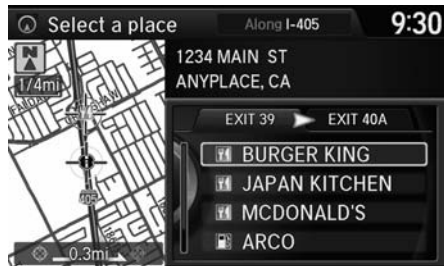 Select a place
Along I-405
9:30
N
1/4mi
1234 MAIN ST
ANYPLACE, CA
EXIT 39
EXIT 40A
BURGER KING
JAPAN KITCHEN
MCDONALD'S
ARCO
405
0.3mi